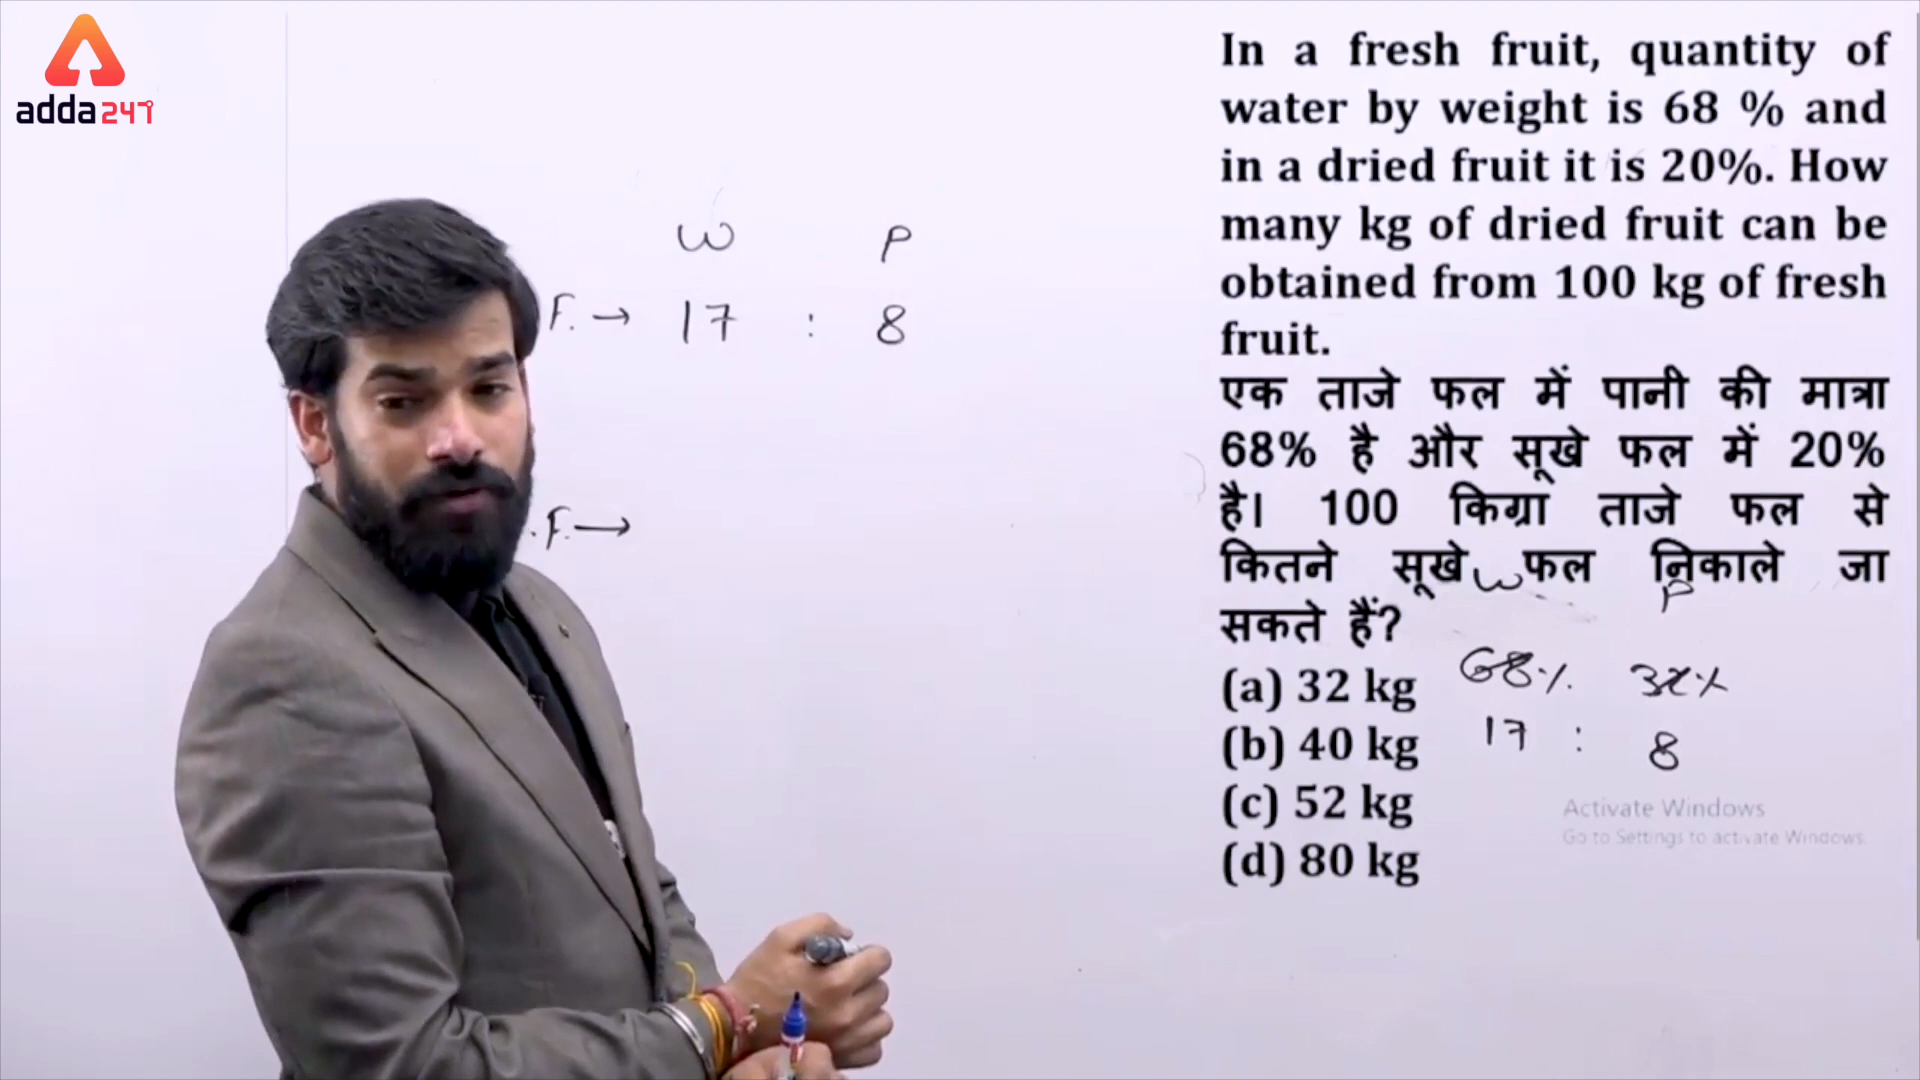 adda247
In a fresh fruit, quantity of
water by weight is 68 % and
in a dried fruit it is 20%. How
many kg of dried fruit can be
obtained from 100 kg of fresh
fruit.
एक ताजे फल में पानी की मात्रा
68% है और सूखे फल में 20%
है। 100 किग्रा ताजे फल से
कितने सूखे फल निकाले जा
सकते हैं?
(a) 32 kg
(b) 40 kg
(c) 52 kg
(d) 80 kg
W P
68% 32%
17 : 8
W P
F. → 17 : 8
.F. →
Activate Windows
Go to Settings to activate Windows.